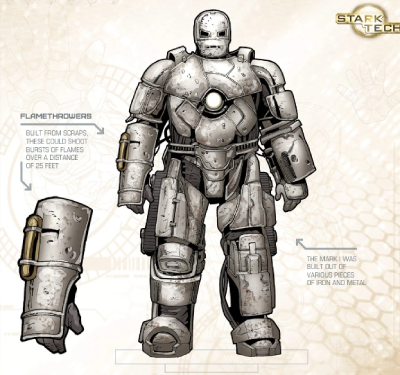 STARK
TECH
FLAMETHROWERS
BUILT FROM SCRAPS,
THESE COULD SHOOT
BURSTS OF FLAMES
OVER A DISTANCE
OF 25 FEET
THE MARK I WAS
BUILT OUT OF
VARIOUS PIECES
OF IRON AND METAL